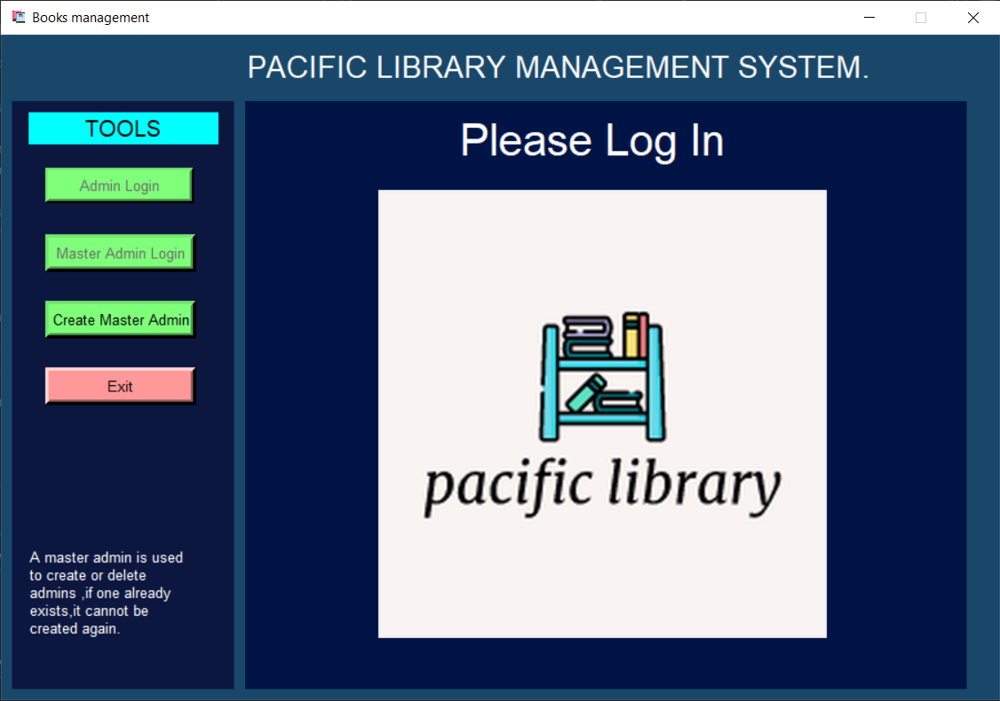 Books management
PACIFIC LIBRARY MANAGEMENT SYSTEM.
TOOLS
Admin Login
Master Admin Login
Create Master Admin
Exit
A master admin is used
to create or delete
admins ,if one already
exists,it cannot be
created again.
Please Log In
pacific library